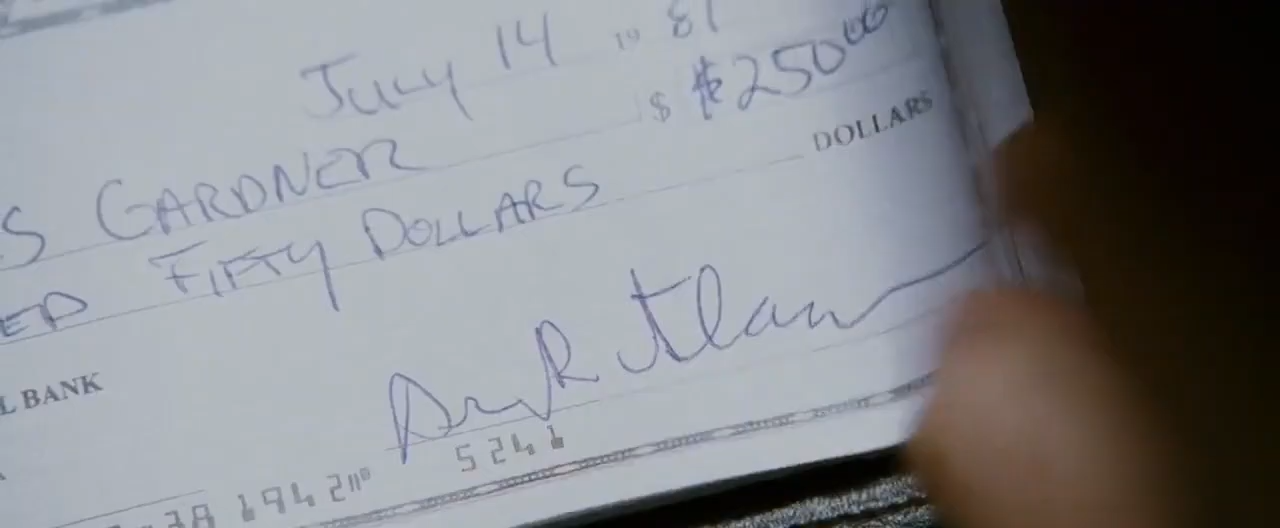 July 14 19 81
$ $250 00
S GARDNER
DOLLARS
ED FIFTY DOLLARS
L BANK
5241